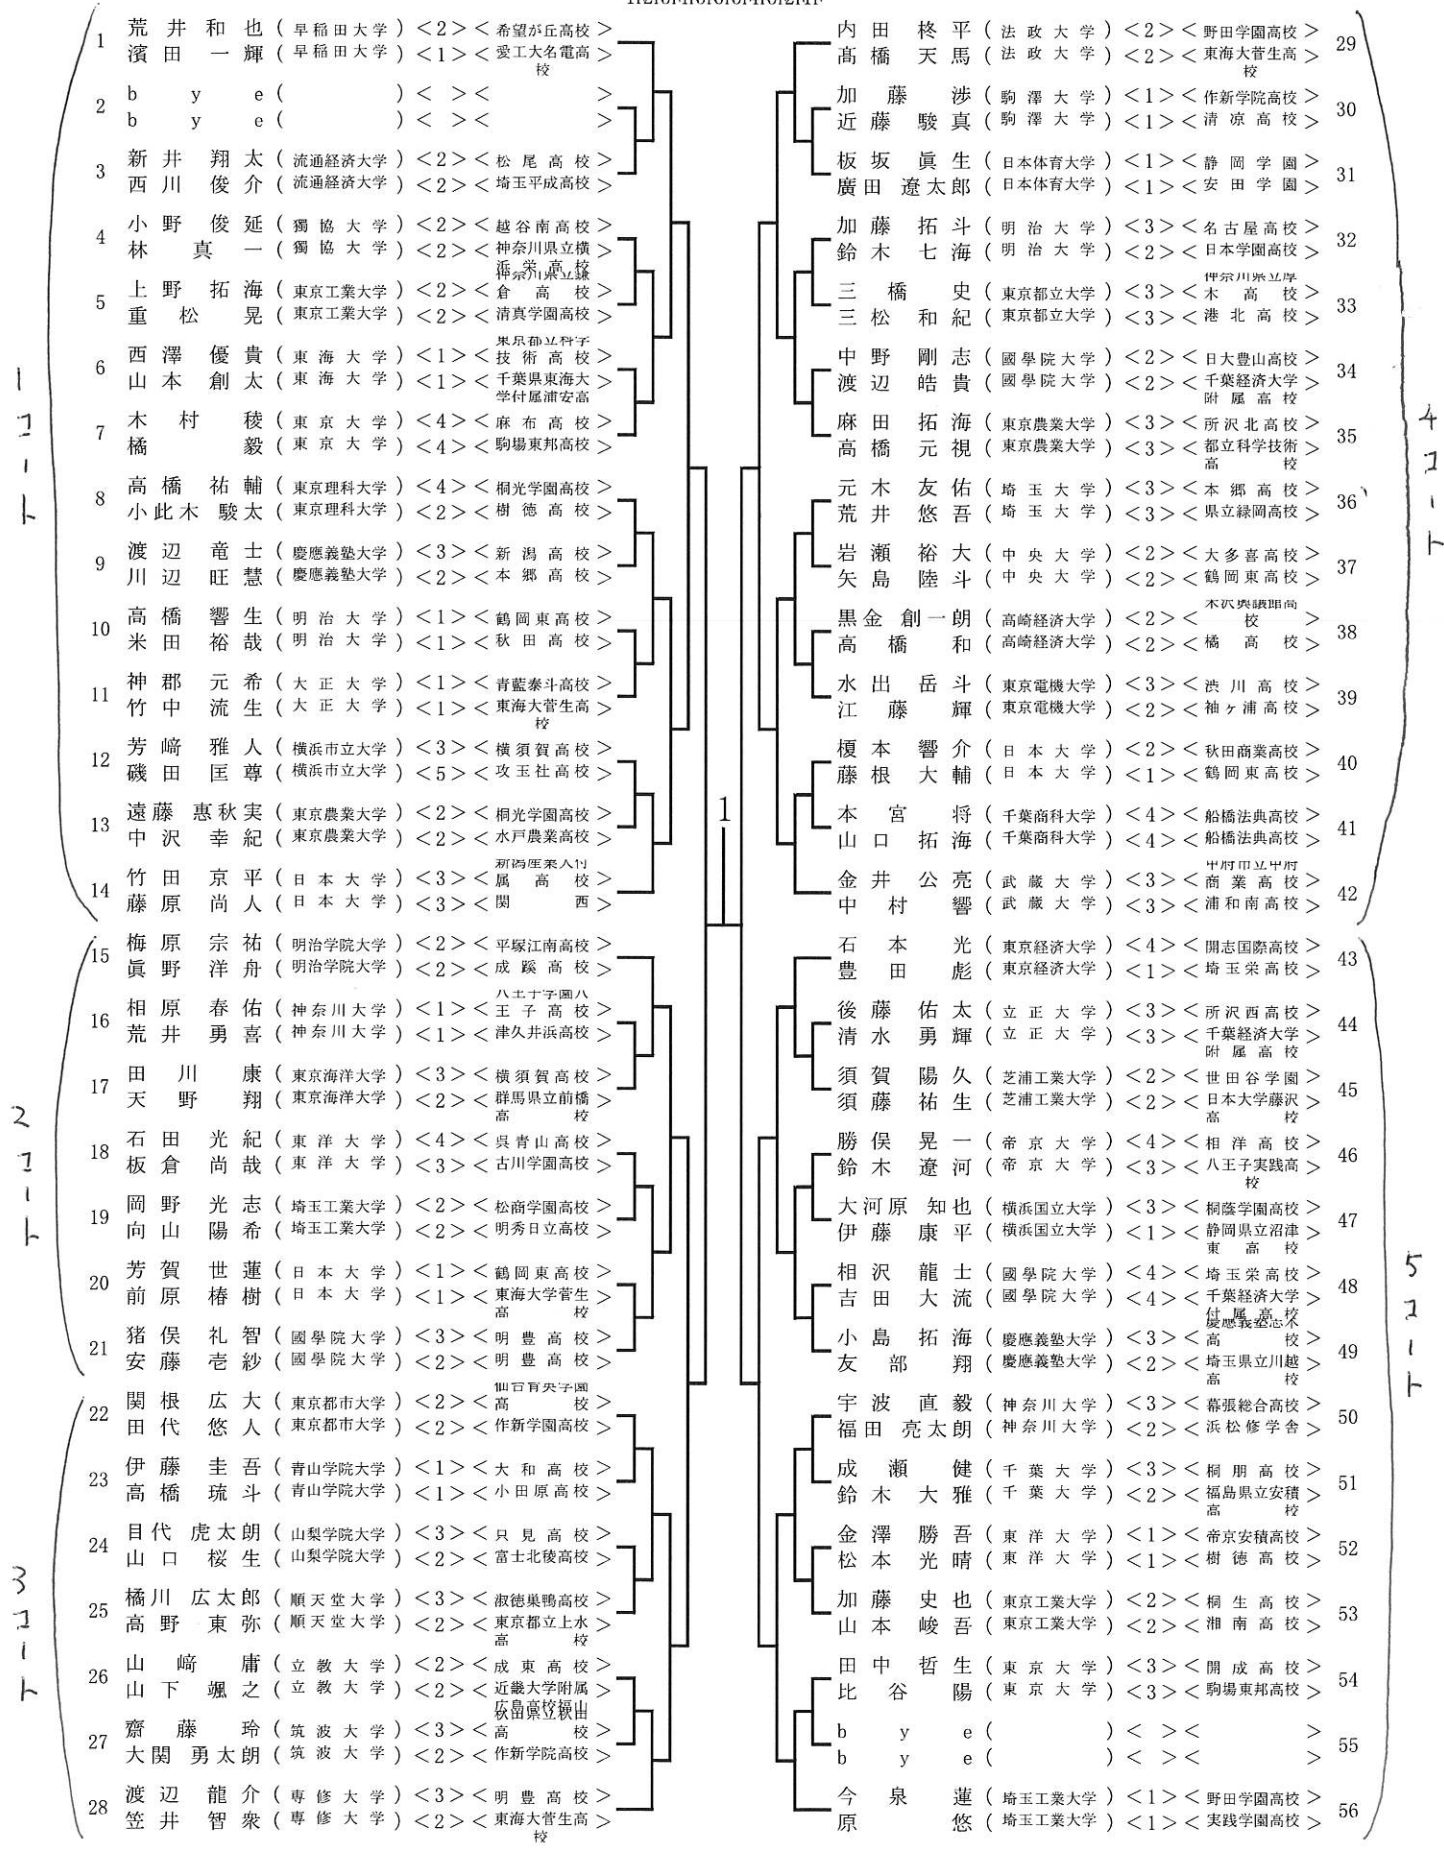 1コート
1
荒井和也(早稲田大学)<2><希望が丘高校>
濱田一輝(早稲田大学)<1><愛工大名電高校>
2
bye( )< >< >
bye( )< >< >
3
新井翔太(流通経済大学)<2><松尾高校>
西川俊介(流通経済大学)<2><埼玉平成高校>
4
小野俊延(獨協大学)<2><越谷南高校>
林真一(獨協大学)<2><神奈川県立横浜栄高校>
5
上野拓海(東京工業大学)<2><神奈川県立鎌倉高校>
重松晃(東京工業大学)<2><清真学園高校>
6
西澤優貴(東海大学)<1><東京都立科学技術高校>
山本創太(東海大学)<1><千葉県東海大学付属浦安高>
7
木村稜(東京大学)<4><麻布高校>
橘毅(東京大学)<4><駒場東邦高校>
8
高橋祐輔(東京理科大学)<4><桐光学園高校>
小此木駿太(東京理科大学)<2><樹徳高校>
9
渡辺竜士(慶應義塾大学)<3><新潟高校>
川辺旺慧(慶應義塾大学)<2><本郷高校>
10
高橋響生(明治大学)<1><鶴岡東高校>
米田裕哉(明治大学)<1><秋田高校>
11
神郡元希(大正大学)<1><青藍泰斗高校>
竹中流生(大正大学)<1><東海大菅生高校>
12
芳﨑雅人(横浜市立大学)<3><横須賀高校>
磯田匡尊(横浜市立大学)<5><攻玉社高校>
13
遠藤惠秋実(東京農業大学)<2><桐光学園高校>
中沢幸紀(東京農業大学)<2><水戸農業高校>
14
竹田京平(日本大学)<3><新潟産業大付属高校>
藤原尚人(日本大学)<3><関西>
2コート
15
梅原宗祐(明治学院大学)<2><平塚江南高校>
眞野洋舟(明治学院大学)<2><成蹊高校>
16
相原春佑(神奈川大学)<1><八王子学園八王子高校>
荒井勇喜(神奈川大学)<1><津久井浜高校>
17
田川康(東京海洋大学)<3><横須賀高校>
天野翔(東京海洋大学)<2><群馬県立前橋高校>
18
石田光紀(東洋大学)<4><呉青山高校>
板倉尚哉(東洋大学)<3><古川学園高校>
19
岡野光志(埼玉工業大学)<2><松商学園高校>
向山陽希(埼玉工業大学)<2><明秀日立高校>
20
芳賀世蓮(日本大学)<1><鶴岡東高校>
前原椿樹(日本大学)<1><東海大学菅生高校>
21
猪俣礼智(國學院大学)<3><明豊高校>
安藤壱紗(國學院大学)<2><明豊高校>
3コート
22
関根広大(東京都市大学)<2><仙台育英学園高校>
田代悠人(東京都市大学)<2><作新学園高校>
23
伊藤圭吾(青山学院大学)<1><大和高校>
高橋琉斗(青山学院大学)<1><小田原高校>
24
目代虎太朗(山梨学院大学)<3><只見高校>
山口桜生(山梨学院大学)<2><富士北稜高校>
25
橘川広太郎(順天堂大学)<3><淑徳巣鴨高校>
高野東弥(順天堂大学)<2><東京都立上水高校>
26
山﨑庸(立教大学)<2><成東高校>
山下颯之(立教大学)<2><近畿大学附属広島高校福山>
27
齋藤玲(筑波大学)<3><秋田県立秋田高校>
大関勇太朗(筑波大学)<2><作新学院高校>
28
渡辺龍介(専修大学)<3><明豊高校>
笠井智衆(専修大学)<2><東海大菅生高校>
1
4コート
29
内田柊平(法政大学)<2><野田学園高校>
髙橋天馬(法政大学)<2><東海大菅生高校>
30
加藤渉(駒澤大学)<1><作新学院高校>
近藤駿真(駒澤大学)<1><清凉高校>
31
板坂眞生(日本体育大学)<1><静岡学園>
廣田遼太郎(日本体育大学)<1><安田学園>
32
加藤拓斗(明治大学)<3><名古屋高校>
鈴木七海(明治大学)<2><日本学園高校>
33
三橋史(東京都立大学)<3><神奈川県立厚木高校>
三松和紀(東京都立大学)<3><港北高校>
34
中野剛志(國學院大学)<2><日大豊山高校>
渡辺皓貴(國學院大学)<2><千葉経済大学附属高校>
35
麻田拓海(東京農業大学)<3><所沢北高校>
高橋元視(東京農業大学)<3><都立科学技術高校>
36
元木友佑(埼玉大学)<3><本郷高校>
荒井悠吾(埼玉大学)<3><県立緑岡高校>
37
岩瀬裕大(中央大学)<2><大多喜高校>
矢島陸斗(中央大学)<2><鶴岡東高校>
38
黒金創一朗(高崎経済大学)<2><米沢興譲館高校>
高橋和(高崎経済大学)<2><橘高校>
39
水出岳斗(東京電機大学)<3><渋川高校>
江藤輝(東京電機大学)<2><袖ヶ浦高校>
40
榎本響介(日本大学)<2><秋田商業高校>
藤根大輔(日本大学)<1><鶴岡東高校>
41
本宮将(千葉商科大学)<4><船橋法典高校>
山口拓海(千葉商科大学)<4><船橋法典高校>
42
金井公亮(武蔵大学)<3><甲府市立甲府商業高校>
中村響(武蔵大学)<3><浦和南高校>
5コート
43
石本光(東京経済大学)<4><開志国際高校>
豊田彪(東京経済大学)<1><埼玉栄高校>
44
後藤佑太(立正大学)<3><所沢西高校>
清水勇輝(立正大学)<3><千葉経済大学附属高校>
45
須賀陽久(芝浦工業大学)<2><世田谷学園>
須藤祐生(芝浦工業大学)<2><日本大学藤沢高校>
46
勝俣晃一(帝京大学)<4><相洋高校>
鈴木遼河(帝京大学)<3><八王子実践高校>
47
大河原知也(横浜国立大学)<3><桐蔭学園高校>
伊藤康平(横浜国立大学)<1><静岡県立沼津東高校>
48
相沢龍士(國學院大学)<4><埼玉栄高校>
吉田大流(國學院大学)<4><千葉経済大学付属高校>
49
小島拓海(慶應義塾大学)<3><慶應義塾志木高校>
友部翔(慶應義塾大学)<2><埼玉県立川越高校>
50
宇波直毅(神奈川大学)<3><幕張総合高校>
福田亮太朗(神奈川大学)<2><浜松修学舎>
51
成瀬健(千葉大学)<3><桐朋高校>
鈴木大雅(千葉大学)<2><福島県立安積高校>
52
金澤勝吾(東洋大学)<1><帝京安積高校>
松本光晴(東洋大学)<1><樹徳高校>
53
加藤史也(東京工業大学)<2><桐生高校>
山本峻吾(東京工業大学)<2><湘南高校>
54
田中哲生(東京大学)<3><開成高校>
比谷陽(東京大学)<3><駒場東邦高校>
55
bye( )< >< >
bye( )< >< >
56
今泉蓮(埼玉工業大学)<1><野田学園高校>
原悠(埼玉工業大学)<1><実践学園高校>